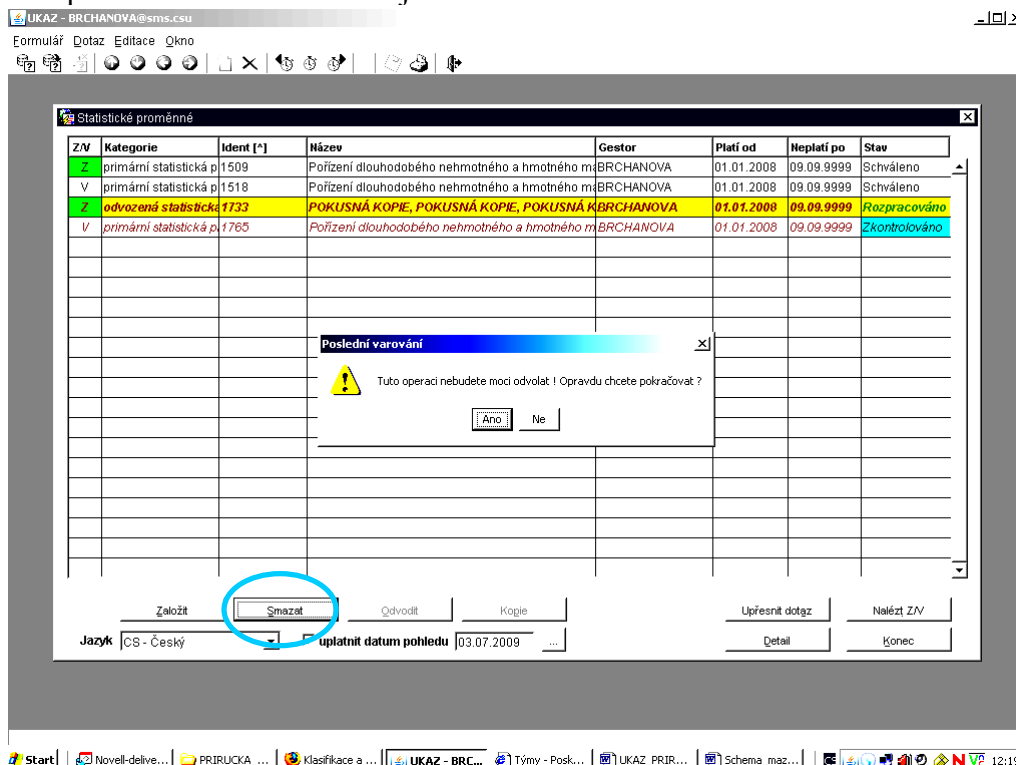 UKAZ - BRCHANOVA@sms.csu
Formulář Dotaz Editace Okno
Statistické proměnné
Z/V Kategorie Ident [^] Název Gestor Platí od Neplatí po Stav
Z primární statistická p 1509 Pořízení dlouhodobého nehmotného a hmotného ma BRCHANOVA 01.01.2008 09.09.9999 Schváleno
V primární statistická p 1518 Pořízení dlouhodobého nehmotného a hmotného ma BRCHANOVA 01.01.2008 09.09.9999 Schváleno
Z odvozená statistická 1733 POKUSNÁ KOPIE, POKUSNÁ KOPIE, POKUSNÁ K BRCHANOVA 01.01.2008 09.09.9999 Rozpracováno
V primární statistická p 1765 Pořízení dlouhodobého nehmotného a hmotného m BRCHANOVA 01.01.2008 09.09.9999 Zkontrolováno
Poslední varování
Tuto operaci nebudete moci odvolat ! Opravdu chcete pokračovat ?
Ano Ne
Založit Smazat Odvodit Kopie Upřesnit dotaz Nalézt Z/V
Jazyk CS - Český uplatnit datum pohledu 03.07.2009 ... Detail Konec
Start Novell-delive... PRIRUCKA ... Klasifikace a ... UKAZ - BRC... Týmy - Posk... UKAZ PRIR... Schema maz... 12:19